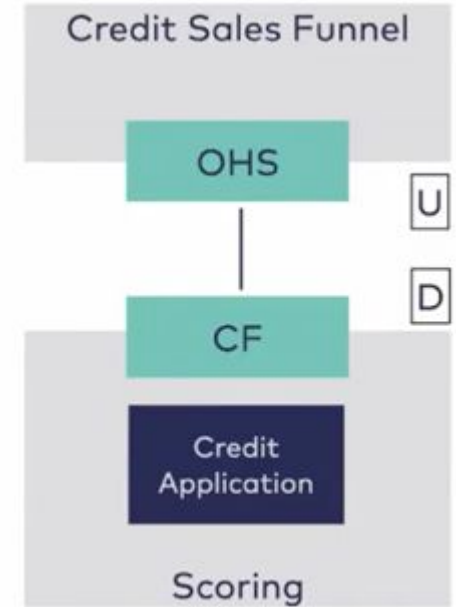 Credit Sales Funnel
OHS
U
D
CF
Credit
Application
Scoring